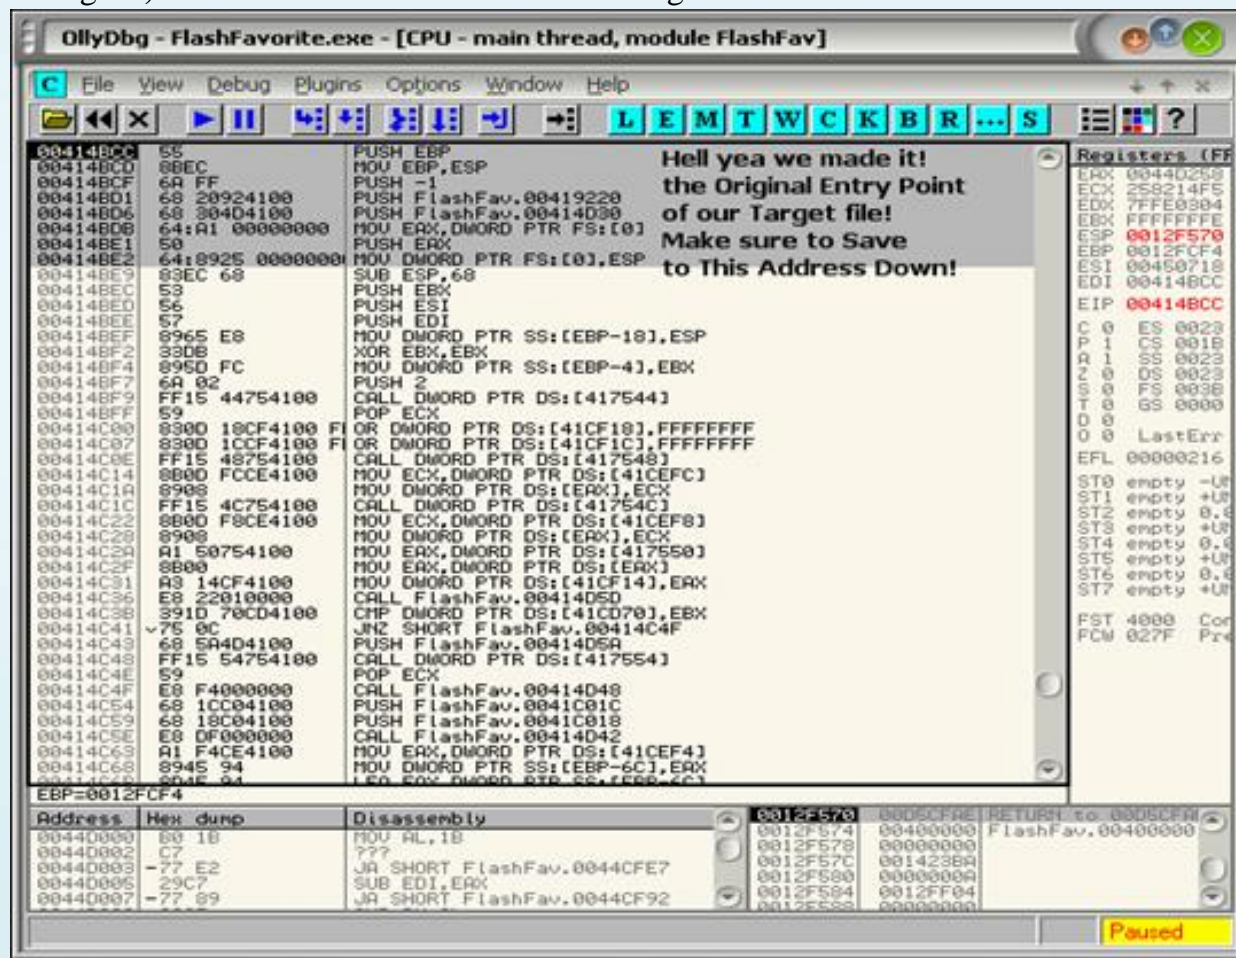 OllyDbg - FlashFavorite.exe - [CPU - main thread, module FlashFav]
C File View Debug Plugins Options Window Help
L E M T W C K B R ... S ?
Hell yea we made it!
the Original Entry Point
of our Target file!
Make sure to Save
to This Address Down!
00414BCC 55 PUSH EBP
00414BCD 8BEC MOV EBP,ESP
00414BCF 6A FF PUSH -1
00414BD1 68 20924100 PUSH FlashFav.00419220
00414BD6 68 304D4100 PUSH FlashFav.00414D30
00414BDB 64:A1 00000000 MOV EAX,DWORD PTR FS:[0]
00414BE1 50 PUSH EAX
00414BE2 64:8925 0000000 MOV DWORD PTR FS:[0],ESP
00414BE9 83EC 68 SUB ESP,68
00414BEC 53 PUSH EBX
00414BED 56 PUSH ESI
00414BEE 57 PUSH EDI
00414BEF 8965 E8 MOV DWORD PTR SS:[EBP-18],ESP
00414BF2 33DB XOR EBX,EBX
00414BF4 895D FC MOV DWORD PTR SS:[EBP-4],EBX
00414BF7 6A 02 PUSH 2
00414BF9 FF15 44754100 CALL DWORD PTR DS:[417544]
00414BFF 59 POP ECX
00414C00 830D 18CF4100 FI OR DWORD PTR DS:[41CF18],FFFFFFFF
00414C07 830D 1CCF4100 FI OR DWORD PTR DS:[41CF1C],FFFFFFFF
00414C0E FF15 48754100 CALL DWORD PTR DS:[417548]
00414C14 8B0D FCCE4100 MOV ECX,DWORD PTR DS:[41CEFC]
00414C1A 8908 MOV DWORD PTR DS:[EAX],ECX
00414C1C FF15 4C754100 CALL DWORD PTR DS:[41754C]
00414C22 8B0D F8CE4100 MOV ECX,DWORD PTR DS:[41CEF8]
00414C28 8908 MOV DWORD PTR DS:[EAX],ECX
00414C2A A1 50754100 MOV EAX,DWORD PTR DS:[417550]
00414C2F 8B00 MOV EAX,DWORD PTR DS:[EAX]
00414C31 A3 14CF4100 MOV DWORD PTR DS:[41CF14],EAX
00414C36 E8 22010000 CALL FlashFav.00414D5D
00414C3B 391D 70CD4100 CMP DWORD PTR DS:[41CD70],EBX
00414C41 75 0C JNZ SHORT FlashFav.00414C4F
00414C43 68 5A4D4100 PUSH FlashFav.00414D5A
00414C48 FF15 54754100 CALL DWORD PTR DS:[417554]
00414C4E 59 POP ECX
00414C4F E8 F4000000 CALL FlashFav.00414D48
00414C54 68 1CC04100 PUSH FlashFav.0041C01C
00414C59 68 18C04100 PUSH FlashFav.0041C018
00414C5E E8 DF000000 CALL FlashFav.00414D42
00414C63 A1 F4CE4100 MOV EAX,DWORD PTR DS:[41CEF4]
00414C68 8945 94 MOV DWORD PTR SS:[EBP-6C],EAX
EBP=0012FCF4
Registers (FF
EAX 0044D258
ECX 258214F5
EDX 7FFE0304
EBX FFFFFFFE
ESP 0012F570
EBP 0012FCF4
ESI 00450718
EDI 00414BCC
EIP 00414BCC
C 0 ES 0023
P 1 CS 001B
A 1 SS 0023
Z 0 DS 0023
S 0 FS 003B
T 0 GS 0000
D 0
O 0 LastErr
EFL 00000216
ST0 empty
ST1 empty
ST2 empty
ST3 empty
ST4 empty
ST5 empty
ST6 empty
ST7 empty
FST 4000 Con
FCW 027F Pre
Address Hex dump Disassembly
0044D000 B0 1B MOV AL,1B
0044D002 C7 ???
0044D003 -77 E2 JA SHORT FlashFav.0044CFE7
0044D005 29C7 SUB EDI,EAX
0044D007 -77 89 JA SHORT FlashFav.0044CF92
0012F570 00D5CFAE RETURN to 00D5CFA
0012F574 00400000 FlashFav.00400000
0012F578 00000000
0012F57C 001423BA
0012F580 0000000A
0012F584 0012FF04
0012F588 00000000
Paused